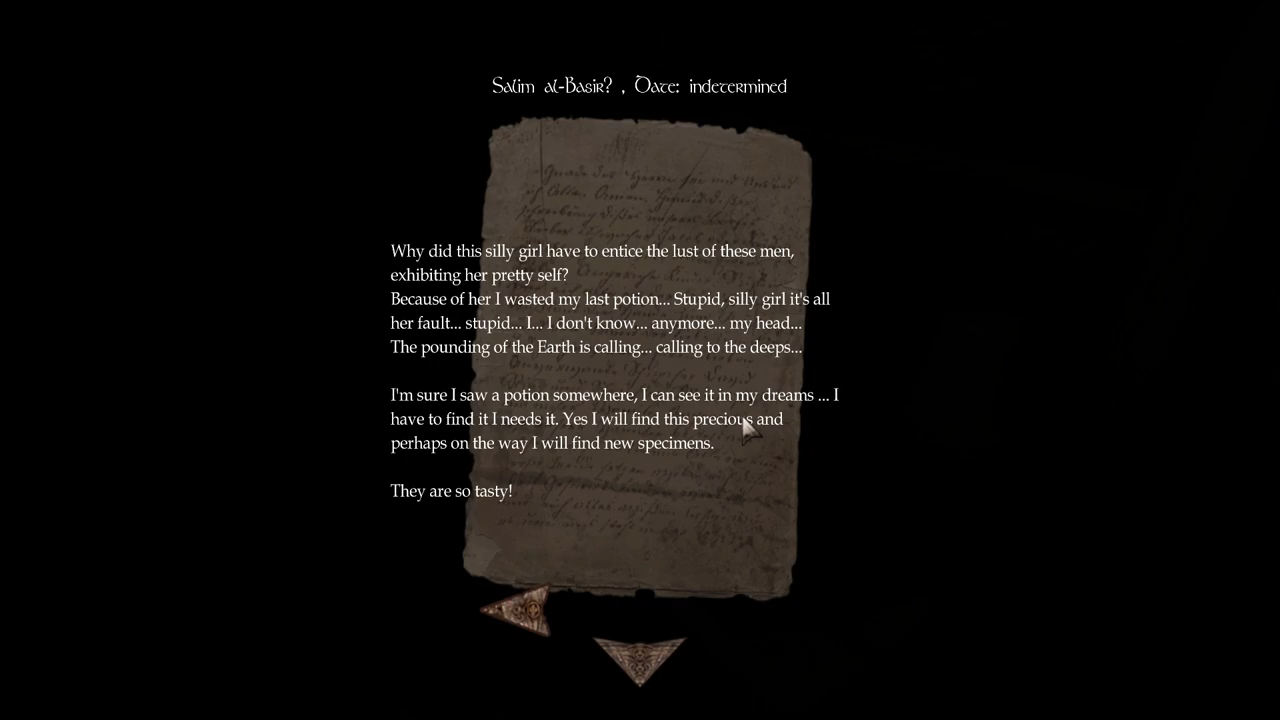 Salim al-Basir? , Date: indetermined
Why did this silly girl have to entice the lust of these men,
exhibiting her pretty self?
Because of her I wasted my last potion... Stupid, silly girl it's all
her fault... stupid... I... I don't know... anymore... my head...
The pounding of the Earth is calling... calling to the deeps...
I'm sure I saw a potion somewhere, I can see it in my dreams ... I
have to find it I needs it. Yes I will find this precious and
perhaps on the way I will find new specimens.
They are so tasty!